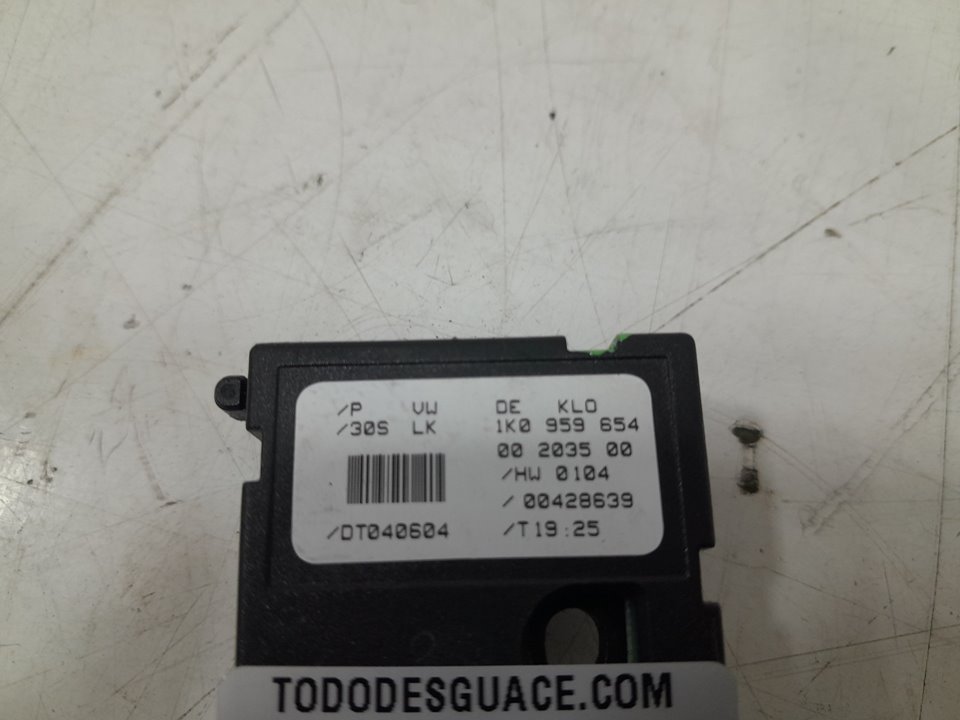 /P VW DE KLO
/30S LK 1K0 959 654
00 2035 00
/HW 0104
/ 00428639
/DT040604 /T19:25
TODODESGUACE.COM